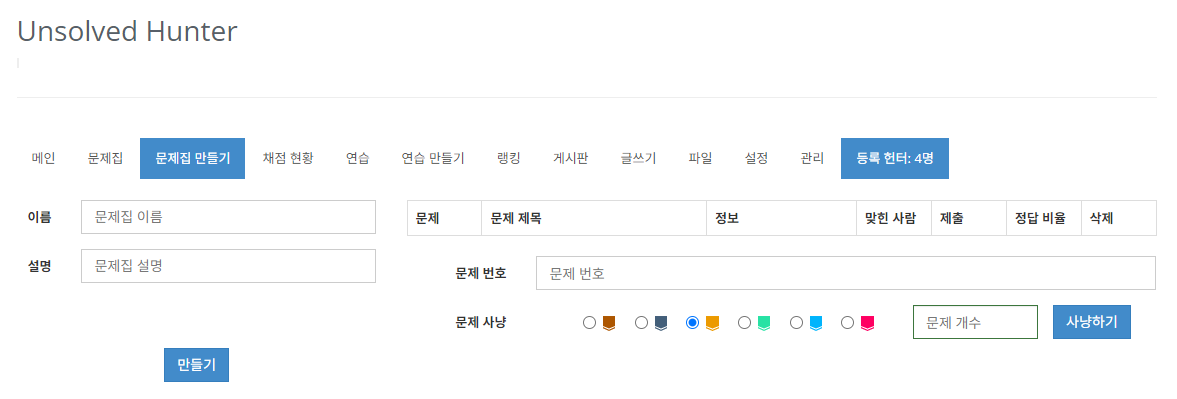 Unsolved Hunter
메인 문제집 문제집 만들기 채점 현황 연습 연습 만들기 랭킹 게시판 글쓰기 파일 설정 관리 등록 헌터: 4명
이름 문제집 이름
설명 문제집 설명
만들기
문제 문제 제목 정보 맞힌 사람 제출 정답 비율 삭제
문제 번호 문제 번호
문제 사냥 문제 개수 사냥하기